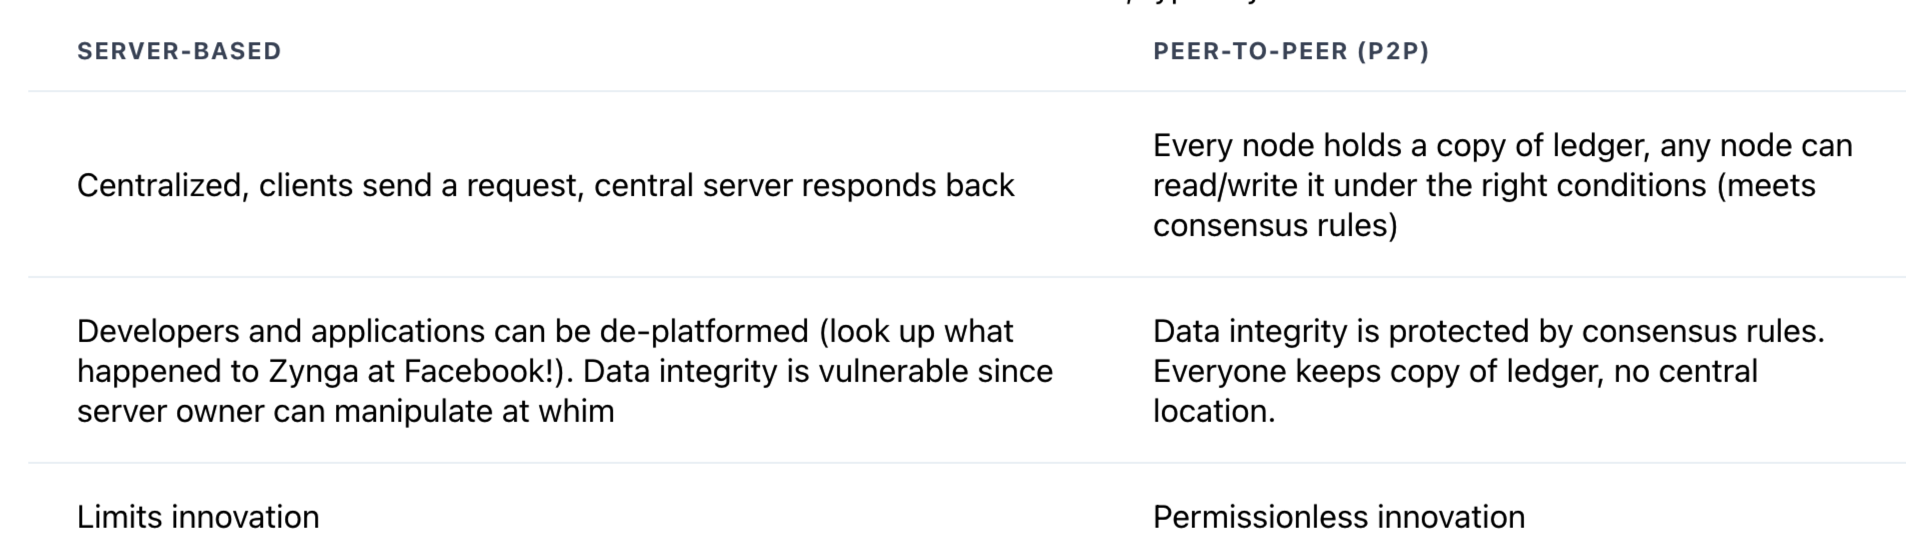 SERVER-BASED
PEER-TO-PEER (P2P)
Centralized, clients send a request, central server responds back
Every node holds a copy of ledger, any node can
read/write it under the right conditions (meets
consensus rules)
Developers and applications can be de-platformed (look up what
happened to Zynga at Facebook!). Data integrity is vulnerable since
server owner can manipulate at whim
Data integrity is protected by consensus rules.
Everyone keeps copy of ledger, no central
location.
Limits innovation
Permissionless innovation